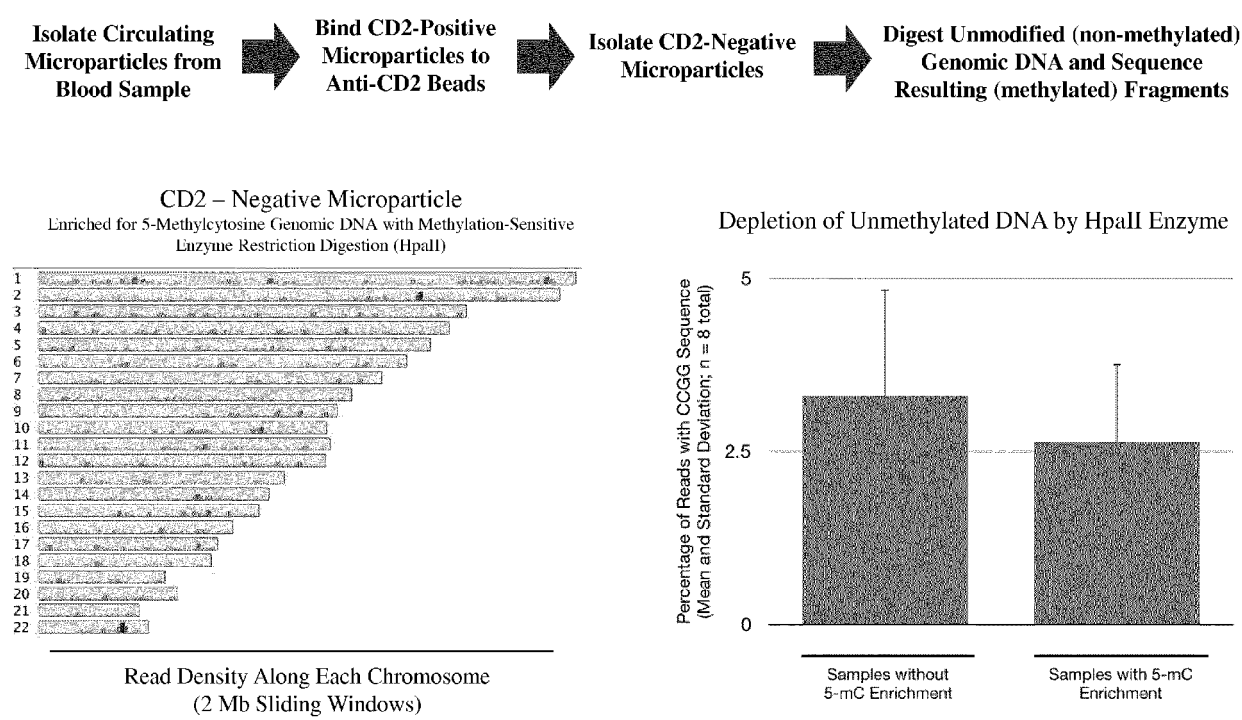 Isolate Circulating
Microparticles from
Blood Sample
Bind CD2-Positive
Microparticles to
Anti-CD2 Beads
Isolate CD2-Negative
Microparticles
Digest Unmodified (non-methylated)
Genomic DNA and Sequence
Resulting (methylated) Fragments
CD2 – Negative Microparticle
Enriched for 5-Methylcytosine Genomic DNA with Methylation-Sensitive
Enzyme Restriction Digestion (HpaII)
1
2
3
4
5
6
7
8
9
10
11
12
13
14
15
16
17
18
19
20
21
22
Read Density Along Each Chromosome
(2 Mb Sliding Windows)
Depletion of Unmethylated DNA by HpaII Enzyme
Percentage of Reads with CCGG Sequence
(Mean and Standard Deviation; n = 8 total)
5
2.5
0
Samples without
5-mC Enrichment
Samples with 5-mC
Enrichment